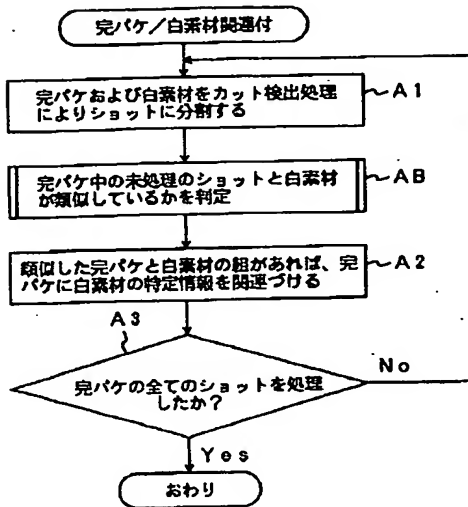 完パケ/白素材関連付
完パケおよび白素材をカット検出処理
によりショットに分割する
A1
完パケ中の未処理のショットと白素材
が類似しているかを判定
AB
類似した完パケと白素材の組があれば、完
パケに白素材の特定情報を関連づける
A2
A3
完パケの全てのショットを処理
したか?
No
Yes
おわり